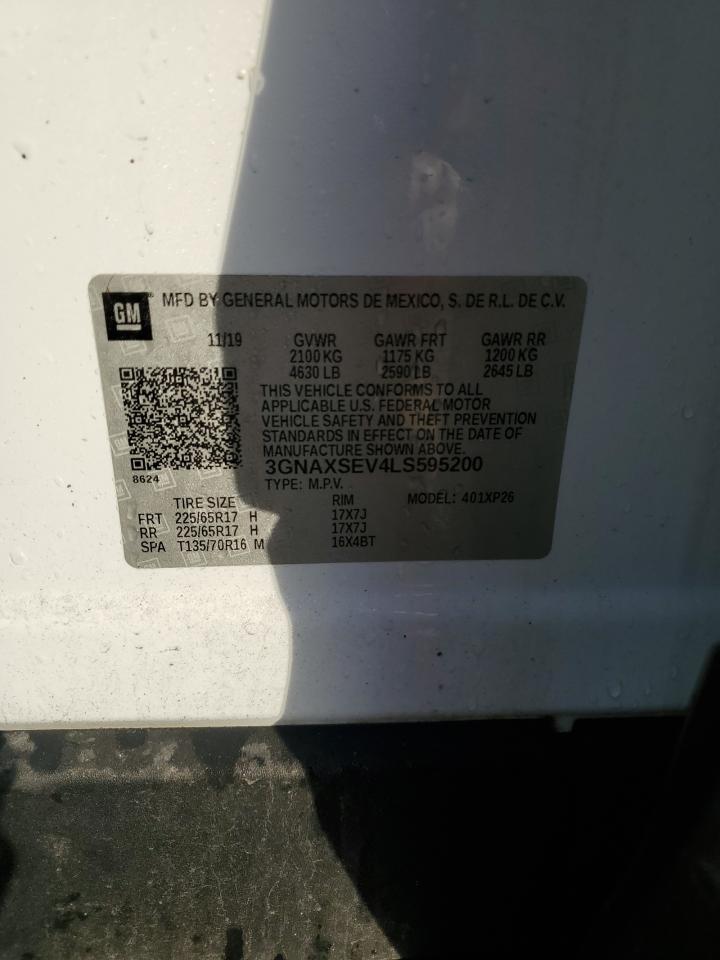 GM® MFD BY GENERAL MOTORS DE MEXICO, S. DE R.L. DE C.V.
11/19 GVWR GAWR FRT GAWR RR
2100 KG 1175 KG 1200 KG
4630 LB 2590 LB 2645 LB
THIS VEHICLE CONFORMS TO ALL
APPLICABLE U.S. FEDERAL MOTOR
VEHICLE SAFETY AND THEFT PREVENTION
STANDARDS IN EFFECT ON THE DATE OF
MANUFACTURE SHOWN ABOVE.
3GNAXSEV4LS595200
8624 TYPE: M.P.V.
TIRE SIZE RIM MODEL: 401XP26
FRT 225/65R17 H 17X7J
RR 225/65R17 H 17X7J
SPA T135/70R16 M 16X4BT